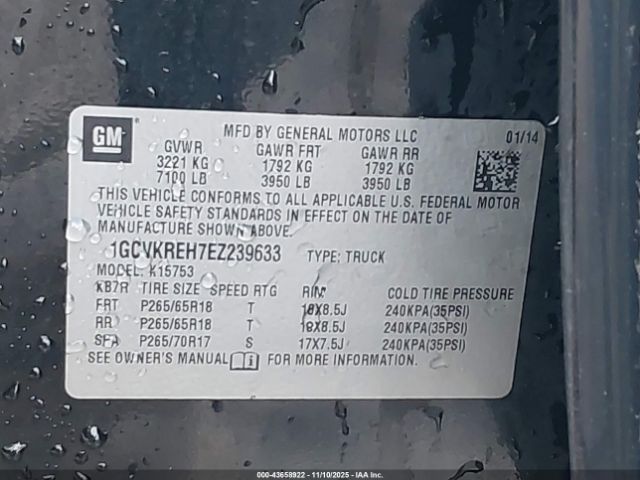 GM ®
MFD BY GENERAL MOTORS LLC 01/14
GVWR GAWR FRT GAWR RR
3221 KG 1792 KG 1792 KG
7100 LB 3950 LB 3950 LB
THIS VEHICLE CONFORMS TO ALL APPLICABLE U.S. FEDERAL MOTOR
VEHICLE SAFETY STANDARDS IN EFFECT ON THE DATE OF
MANUFACTURE SHOWN ABOVE.
1GCVKREH7EZ239633 TYPE: TRUCK
MODEL: K15753
KB7R TIRE SIZE SPEED RTG RIM COLD TIRE PRESSURE
FRT P265/65R18 T 18X8.5J 240KPA(35PSI)
RR P265/65R18 T 18X8.5J 240KPA(35PSI)
SPA P265/70R17 S 17X7.5J 240KPA(35PSI)
SEE OWNER'S MANUAL FOR MORE INFORMATION.
000-43658922 - 11/10/2025 - IAA Inc.